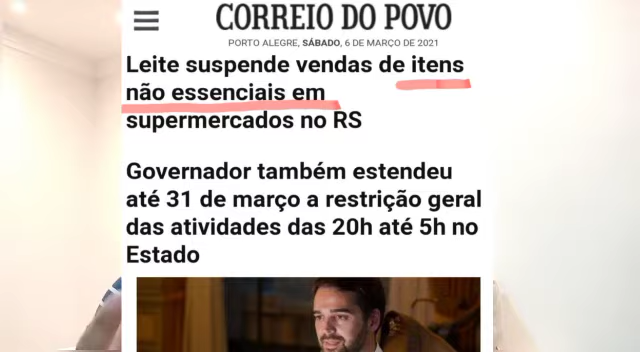 CORREIO DO POVO
PORTO ALEGRE, SÁBADO, 6 DE MARÇO DE 2021
Leite suspende vendas de itens
não essenciais em
supermercados no RS
Governador também estendeu
até 31 de março a restrição geral
das atividades das 20h até 5h no
Estado